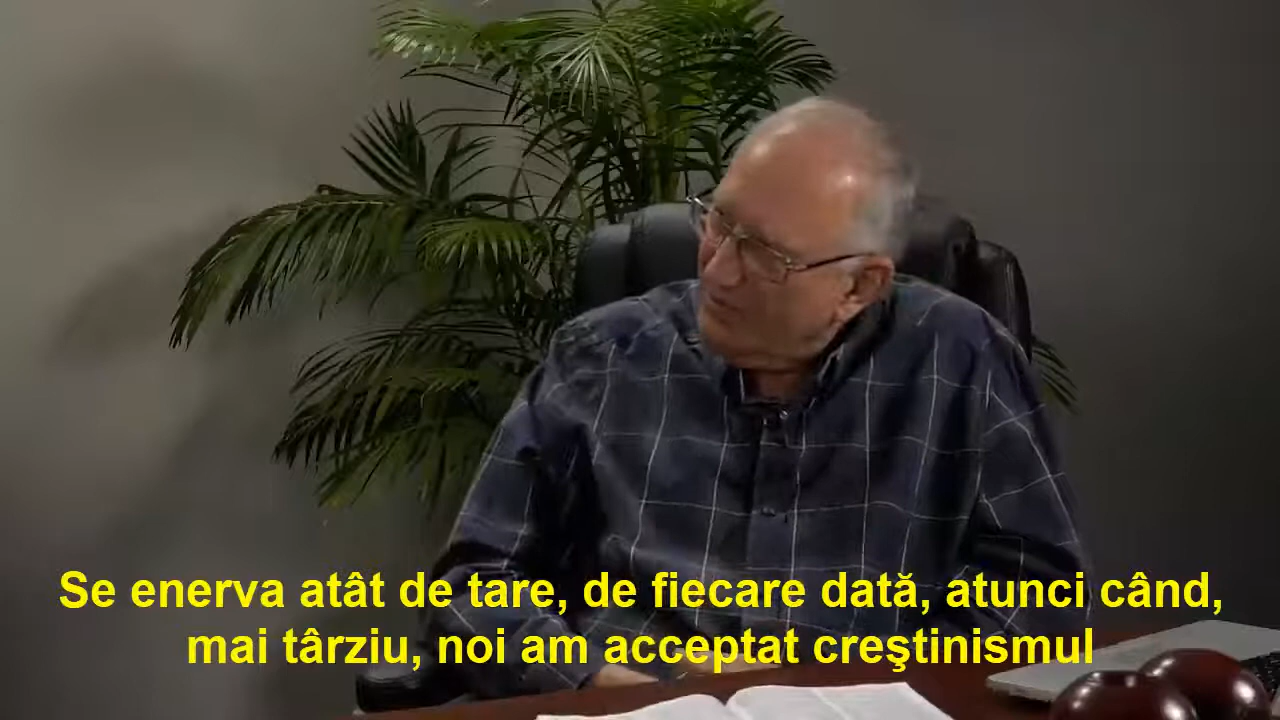 Se enerva atât de tare, de fiecare dată, atunci când,
mai târziu, noi am acceptat creştinismul